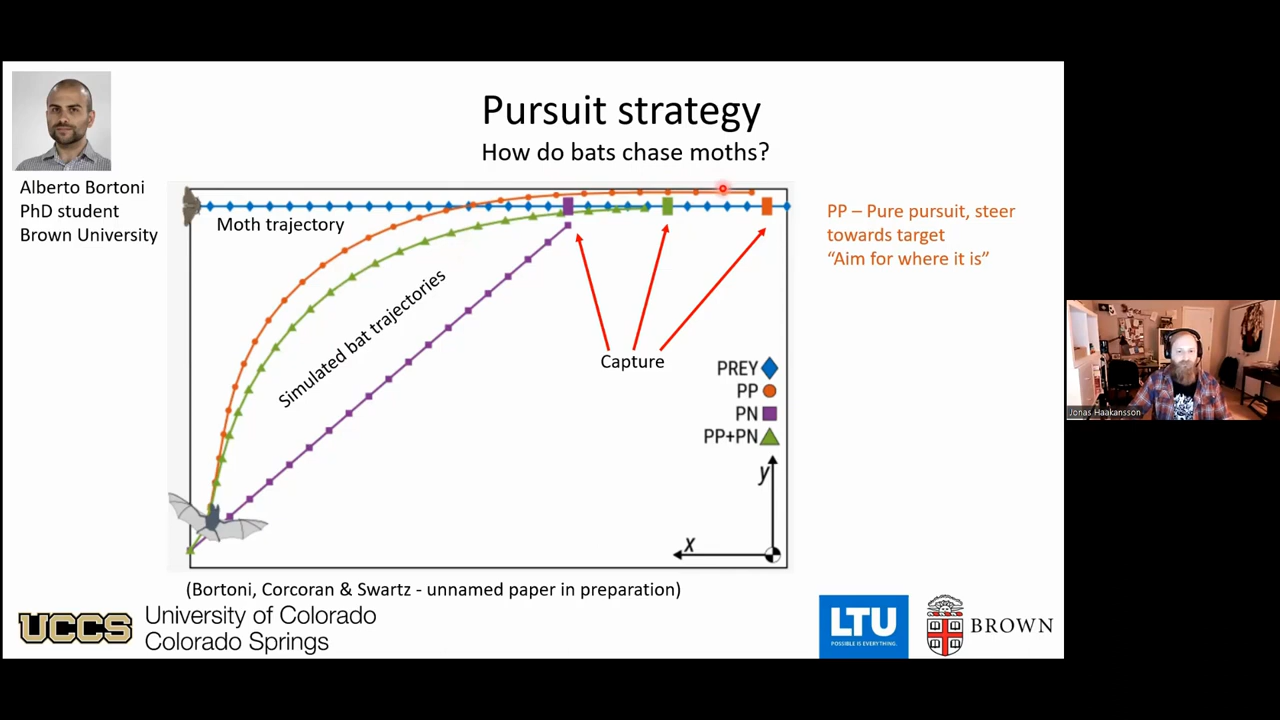 Pursuit strategy
How do bats chase moths?
Alberto Bortoni
PhD student
Brown University
Moth trajectory
Simulated bat trajectories
Capture
PREY
PP
PN
PP+PN
y
x
PP – Pure pursuit, steer
towards target
“Aim for where it is”
(Bortoni, Corcoran & Swartz - unnamed paper in preparation)
UCCS
University of Colorado
Colorado Springs
LTU
POSSIBLE IS EVERYTHING.
BROWN
Jonas Haakansson